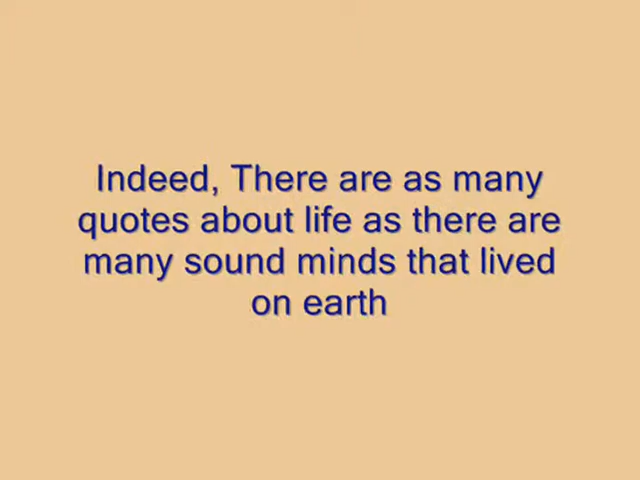 Indeed, There are as many
quotes about life as there are
many sound minds that lived
on earth